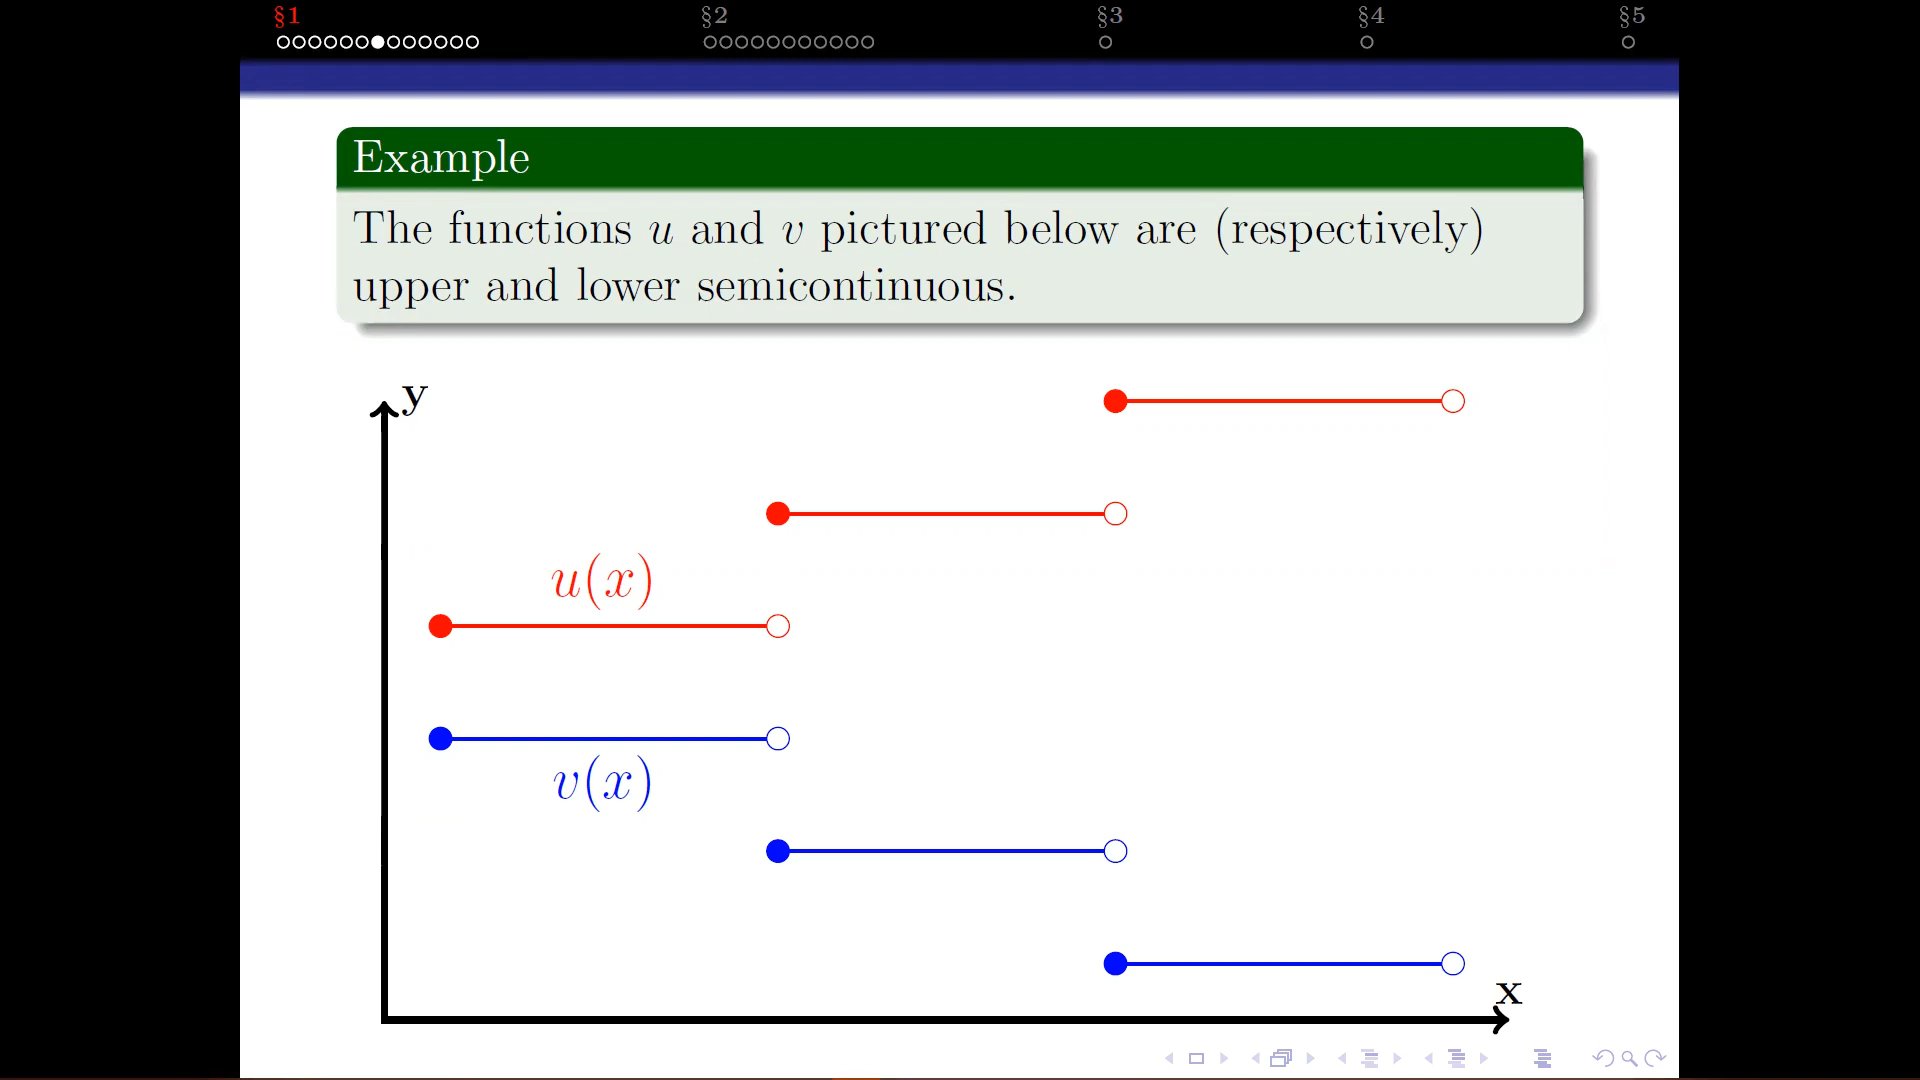 §1 §2 §3 §4 §5
Example
The functions u and v pictured below are (respectively)
upper and lower semicontinuous.
y
u(x)
v(x)
x